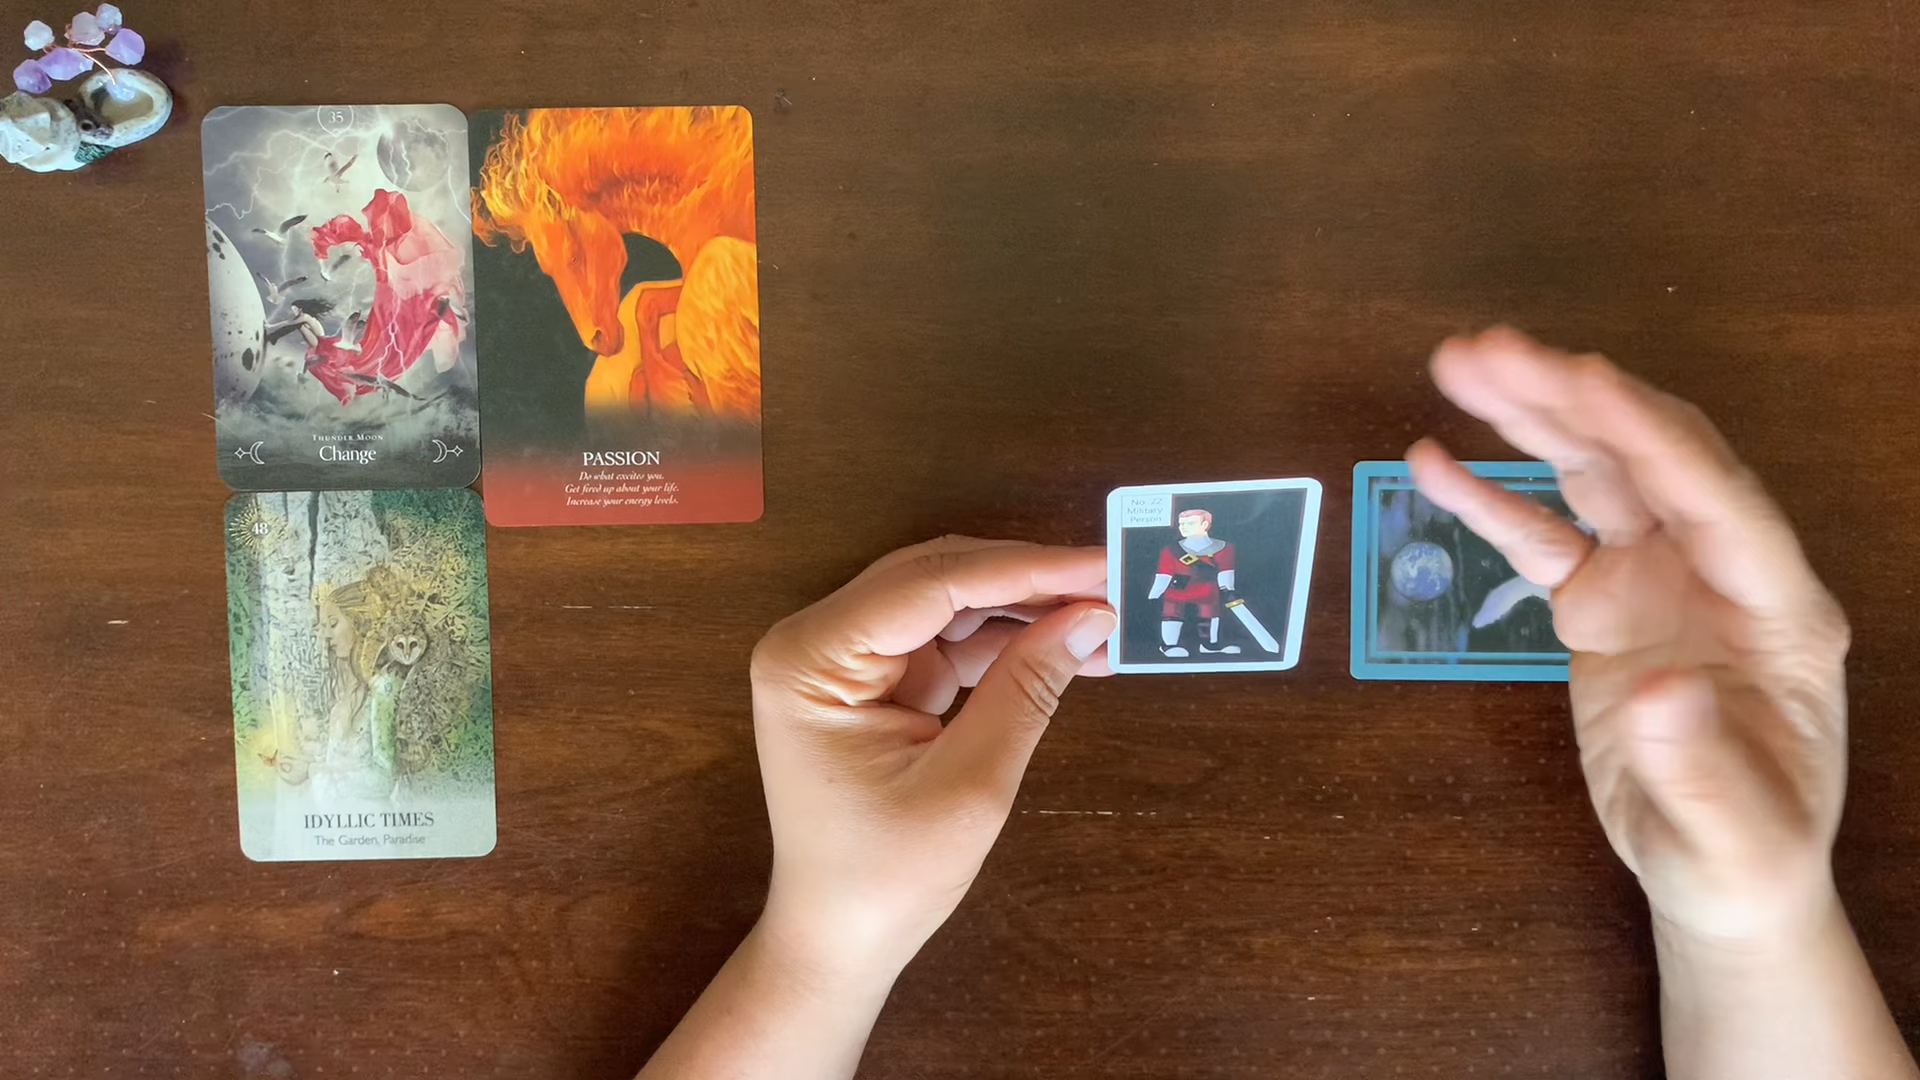 35
THUNDER MOON
Change
PASSION
Do what excites you.
Get fired up about your life.
Increase your energy levels.
48
IDYLLIC TIMES
The Garden, Paradise
No. 22
Military
Person